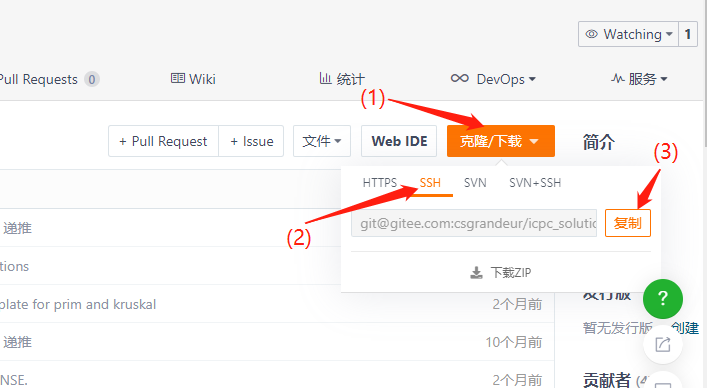 Watching 1
Pull Requests 0 Wiki 统计 DevOps 服务
(1)
+ Pull Request + Issue 文件 Web IDE 克隆/下载 简介
(3)
HTTPS SSH SVN SVN+SSH
递推 (2) git@gitee.com:csgrandeur/icpc_solutio 复制
tions 下载ZIP
plate for prim and kruskal 2个月前 发行版
?
暂无发行版 创建
递推 10个月前
NSE. 2个月前 贡献者